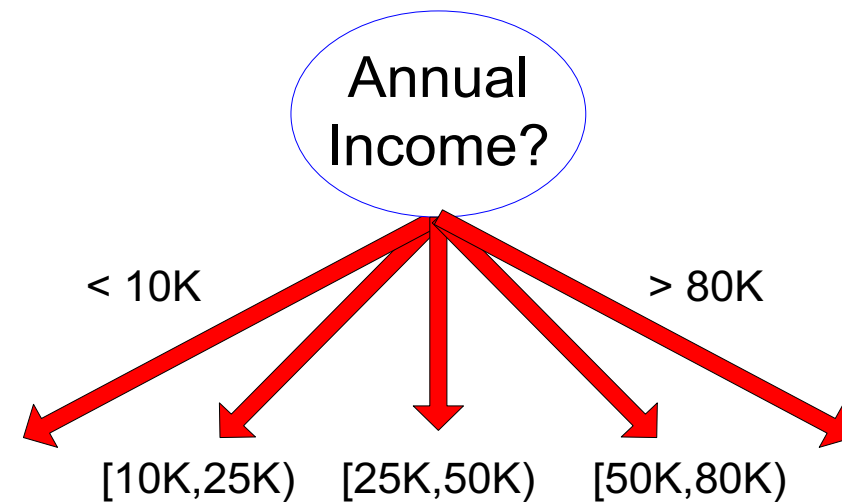 Annual
Income?
< 10K
> 80K
[10K,25K)
[25K,50K)
[50K,80K)